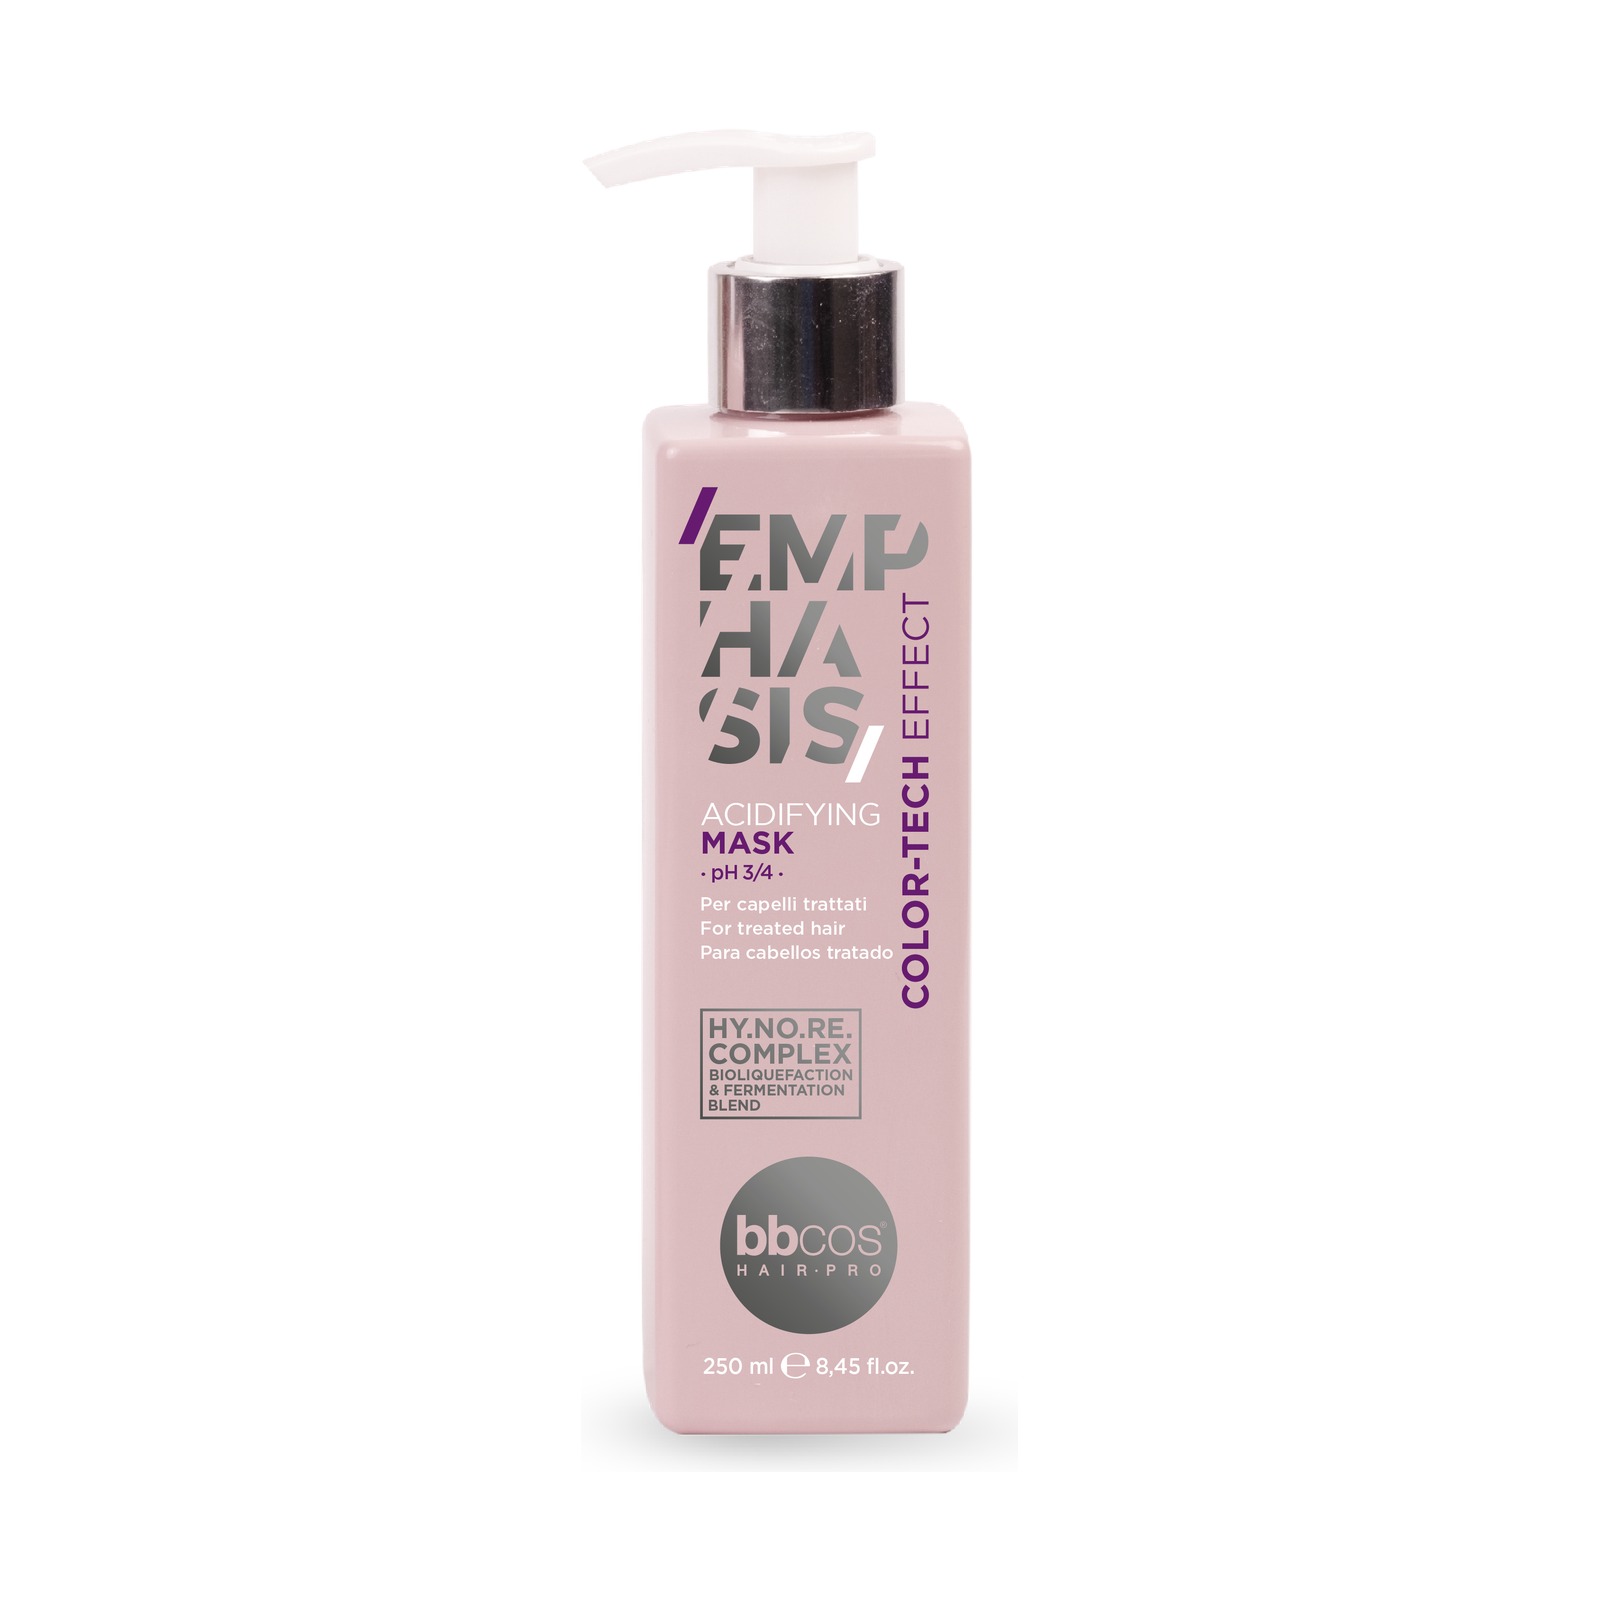 EMP
HA
SIS
COLOR-TECH EFFECT
ACIDIFYING
MASK
· pH 3/4 ·
Per capelli trattati
For treated hair
Para cabellos tratado
HY.NO.RE.
COMPLEX
BIOLIQUEFACTION
& FERMENTATION
BLEND
bbcos®
HAIR·PRO
250 ml ℮ 8,45 fl.oz.